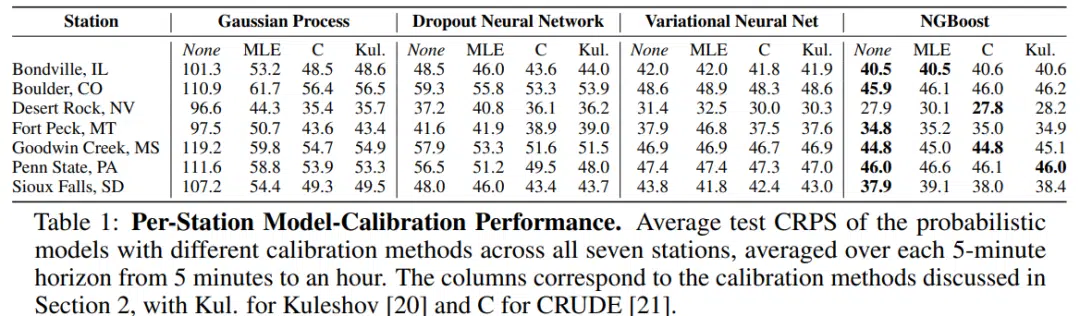 Station Gaussian Process Dropout Neural Network Variational Neural Net NGBoost
None MLE C Kul. None MLE C Kul. None MLE C Kul. None MLE C Kul.
Bondville, IL 101.3 53.2 48.5 48.6 48.5 46.0 43.6 44.0 42.0 42.0 41.8 41.9 40.5 40.5 40.6 40.6
Boulder, CO 110.9 61.7 56.4 56.5 59.3 55.8 53.3 53.9 48.6 48.9 48.3 48.6 45.9 46.1 46.0 46.2
Desert Rock, NV 96.6 44.3 35.4 35.7 37.2 40.8 36.1 36.2 31.4 32.5 30.0 30.3 27.9 30.1 27.8 28.2
Fort Peck, MT 97.5 50.7 43.6 43.4 41.6 41.9 38.9 39.0 37.9 46.8 37.5 37.6 34.8 35.2 35.0 34.9
Goodwin Creek, MS 119.2 59.8 54.7 54.9 57.9 53.3 51.6 51.5 46.9 46.9 46.7 46.9 44.8 45.0 44.8 45.1
Penn State, PA 111.6 58.8 53.9 53.3 56.5 51.2 49.5 48.0 47.4 47.4 47.3 47.0 46.0 46.6 46.1 46.0
Sioux Falls, SD 107.2 54.4 49.3 49.5 48.0 46.0 43.4 43.7 43.8 41.8 42.4 43.0 37.9 39.1 38.0 38.4
Table 1: Per-Station Model-Calibration Performance. Average test CRPS of the probabilistic
models with different calibration methods across all seven stations, averaged over each 5-minute
horizon from 5 minutes to an hour. The columns correspond to the calibration methods discussed in
Section 2, with Kul. for Kuleshov [20] and C for CRUDE [21].